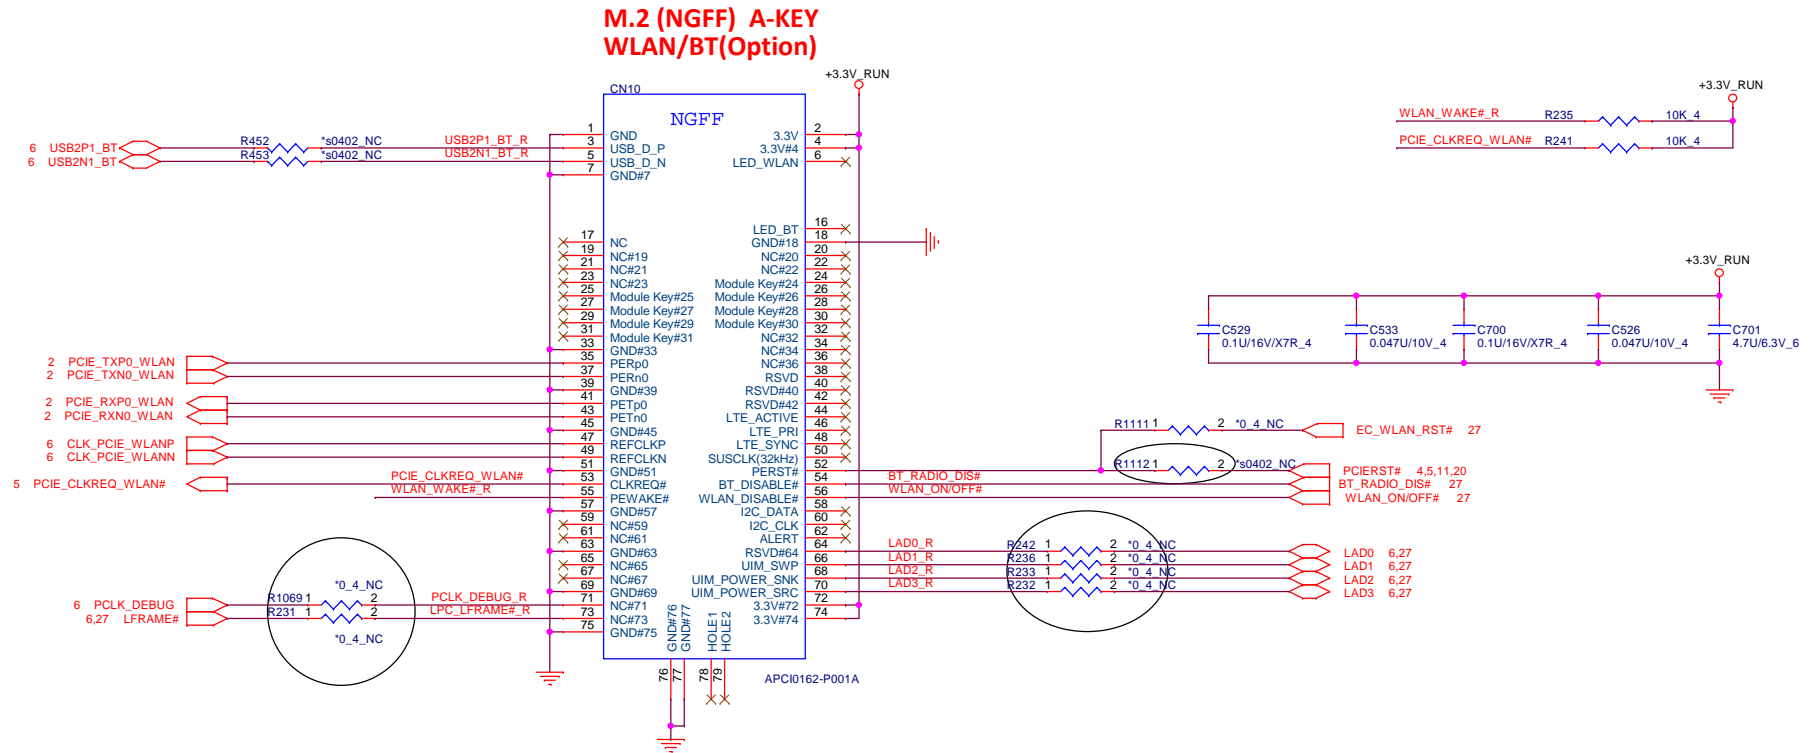 M.2 (NGFF) A-KEY
WLAN/BT(Option)
+3.3V_RUN
CN10
NGFF
1 GND
3 USB_D_P
5 USB_D_N
7 GND#7
17 NC
19 NC#19
21 NC#21
23 NC#23
25 Module Key#25
27 Module Key#27
29 Module Key#29
31 Module Key#31
33 GND#33
35 PERp0
37 PERn0
39 GND#39
41 PETp0
43 PETn0
45 GND#45
47 REFCLKP
49 REFCLKN
51 GND#51
53 CLKREQ#
55 PEWAKE#
57 GND#57
59 NC#59
61 NC#61
63 GND#63
65 NC#65
67 NC#67
69 GND#69
71 NC#71
73 NC#73
75 GND#75
3.3V 2
3.3V#4 4
LED_WLAN 6
LED_BT 16
GND#18 18
NC#20 20
NC#22 22
Module Key#24 24
Module Key#26 26
Module Key#28 28
Module Key#30 30
NC#32 32
NC#34 34
NC#36 36
RSVD 38
RSVD#40 40
RSVD#42 42
LTE_ACTIVE 44
LTE_PRI 46
LTE_SYNC 48
SUSCLK(32kHz) 50
PERST# 52
BT_DISABLE# 54
WLAN_DISABLE# 56
I2C_DATA 58
I2C_CLK 60
ALERT 62
RSVD#64 64
UIM_SWP 66
UIM_POWER_SNK 68
UIM_POWER_SRC 70
3.3V#72 72
3.3V#74 74
GND#76 76
GND#77 77
HOLE1 78
HOLE2 79
APCI0162-P001A
6 USB2P1_BT R452 *s0402_NC USB2P1_BT_R
6 USB2N1_BT R453 *s0402_NC USB2N1_BT_R
2 PCIE_TXP0_WLAN
2 PCIE_TXN0_WLAN
2 PCIE_RXP0_WLAN
2 PCIE_RXN0_WLAN
6 CLK_PCIE_WLANP
6 CLK_PCIE_WLANN
5 PCIE_CLKREQ_WLAN# PCIE_CLKREQ_WLAN#
WLAN_WAKE#_R
*0_4_NC
6 PCLK_DEBUG R1069 1 2 PCLK_DEBUG_R
6,27 LFRAME# R231 1 2 LPC_LFRAME#_R
*0_4_NC
+3.3V_RUN
WLAN_WAKE#_R R235 10K_4
PCIE_CLKREQ_WLAN# R241 10K_4
+3.3V_RUN
C529 0.1U/16V/X7R_4
C533 0.047U/10V_4
C700 0.1U/16V/X7R_4
C526 0.047U/10V_4
C701 4.7U/6.3V_6
R1111 1 2 *0_4_NC EC_WLAN_RST# 27
R1112 1 2 *s0402_NC PCIERST# 4,5,11,20
BT_RADIO_DIS# BT_RADIO_DIS# 27
WLAN_ON/OFF# WLAN_ON/OFF# 27
LAD0_R R242 1 2 *0_4_NC LAD0 6,27
LAD1_R R236 1 2 *0_4_NC LAD1 6,27
LAD2_R R233 1 2 *0_4_NC LAD2 6,27
LAD3_R R232 1 2 *0_4_NC LAD3 6,27